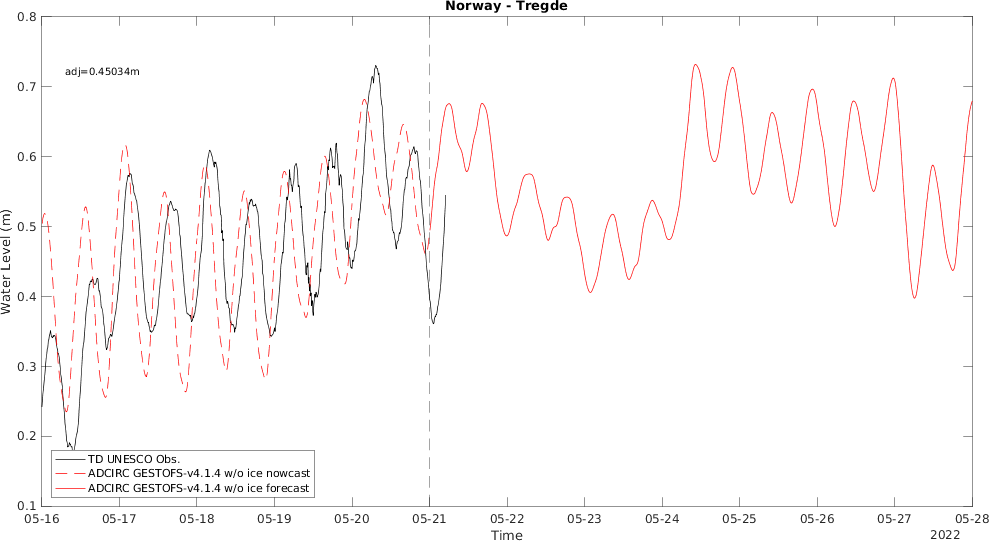 Norway - Tregde
0.8
0.7
0.6
0.5
0.4
0.3
0.2
0.1
Water Level (m)
adj=0.45034m
TD UNESCO Obs.
ADCIRC GESTOFS-v4.1.4 w/o ice nowcast
ADCIRC GESTOFS-v4.1.4 w/o ice forecast
05-16 05-17 05-18 05-19 05-20 05-21 05-22 05-23 05-24 05-25 05-26 05-27 05-28
Time
2022